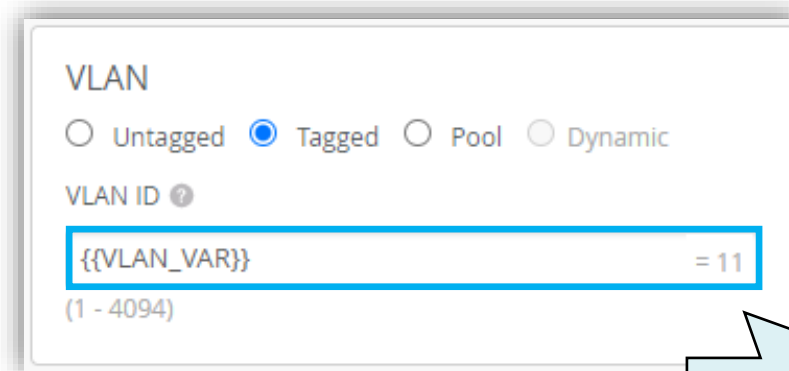 VLAN
Untagged Tagged Pool Dynamic
VLAN ID ?
{{VLAN_VAR}} = 11
(1 - 4094)